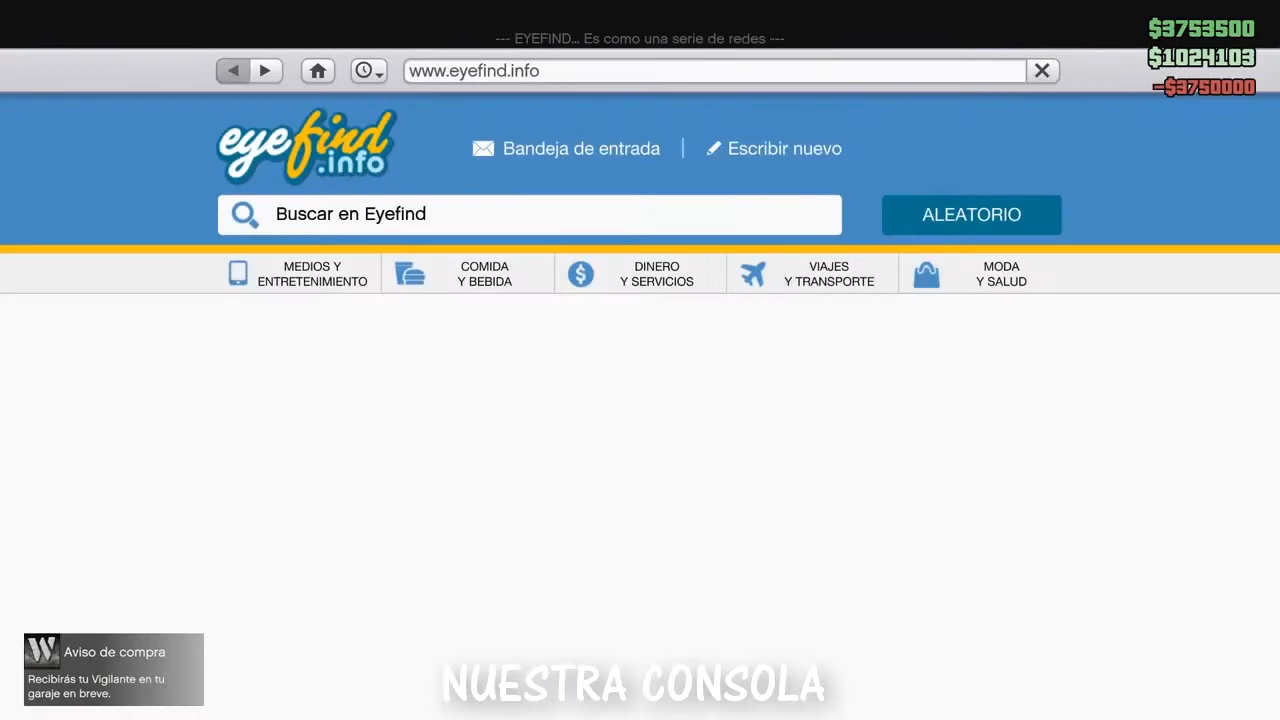 --- EYEFIND... Es como una serie de redes ---
$3753500
$1024103
-$3750000
www.eyefind.info
eyefind
.info
Bandeja de entrada
Escribir nuevo
Buscar en Eyefind
ALEATORIO
MEDIOS Y
ENTRETENIMIENTO
COMIDA
Y BEBIDA
DINERO
Y SERVICIOS
VIAJES
Y TRANSPORTE
MODA
Y SALUD
W Aviso de compra
Recibirás tu Vigilante en tu
garaje en breve.
NUESTRA CONSOLA